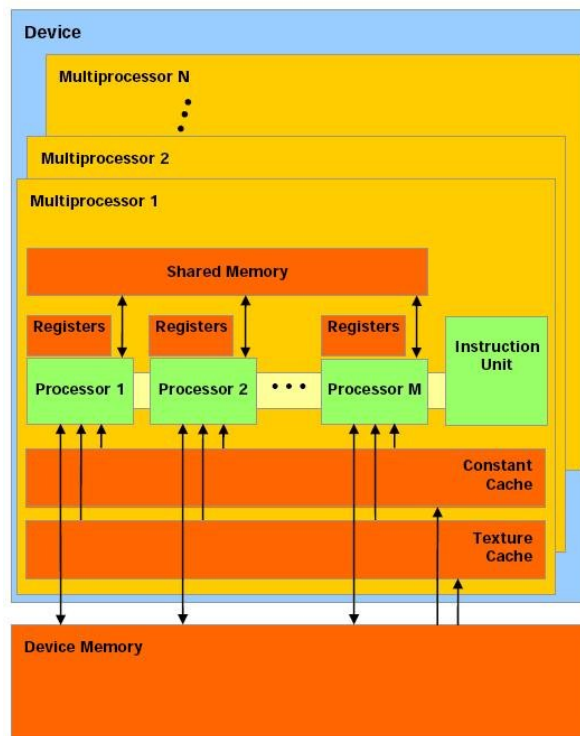 Device
Multiprocessor N
Multiprocessor 2
Multiprocessor 1
Shared Memory
Registers
Registers
Registers
Instruction
Unit
Processor 1
Processor 2
Processor M
Constant
Cache
Texture
Cache
Device Memory